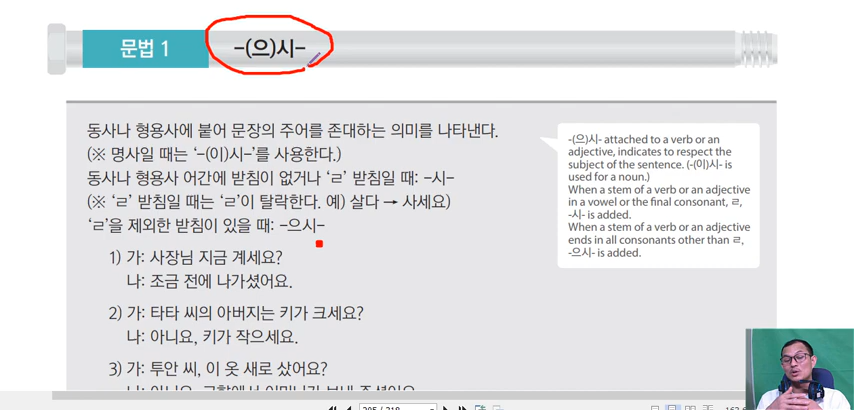 문법 1
-(으)시-
동사나 형용사에 붙어 문장의 주어를 존대하는 의미를 나타낸다.
(※ 명사일 때는 ‘-(이)시-’를 사용한다.)
동사나 형용사 어간에 받침이 없거나 ‘ㄹ’ 받침일 때: -시-
(※ ‘ㄹ’ 받침일 때는 ‘ㄹ’이 탈락한다. 예) 살다 → 사세요)
‘ㄹ’을 제외한 받침이 있을 때: -으시-
1) 가: 사장님 지금 계세요?
나: 조금 전에 나가셨어요.
2) 가: 타타 씨의 아버지는 키가 크세요?
나: 아니요, 키가 작으세요.
3) 가: 투안 씨, 이 옷 새로 샀어요?
-(으)시- attached to a verb or an
adjective, indicates to respect the
subject of the sentence. (-(이)시- is
used for a noun.)
When a stem of a verb or an adjective
in a vowel or the final consonant, ㄹ,
-시- is added.
When a stem of a verb or an adjective
ends in all consonants other than ㄹ,
-으시- is added.